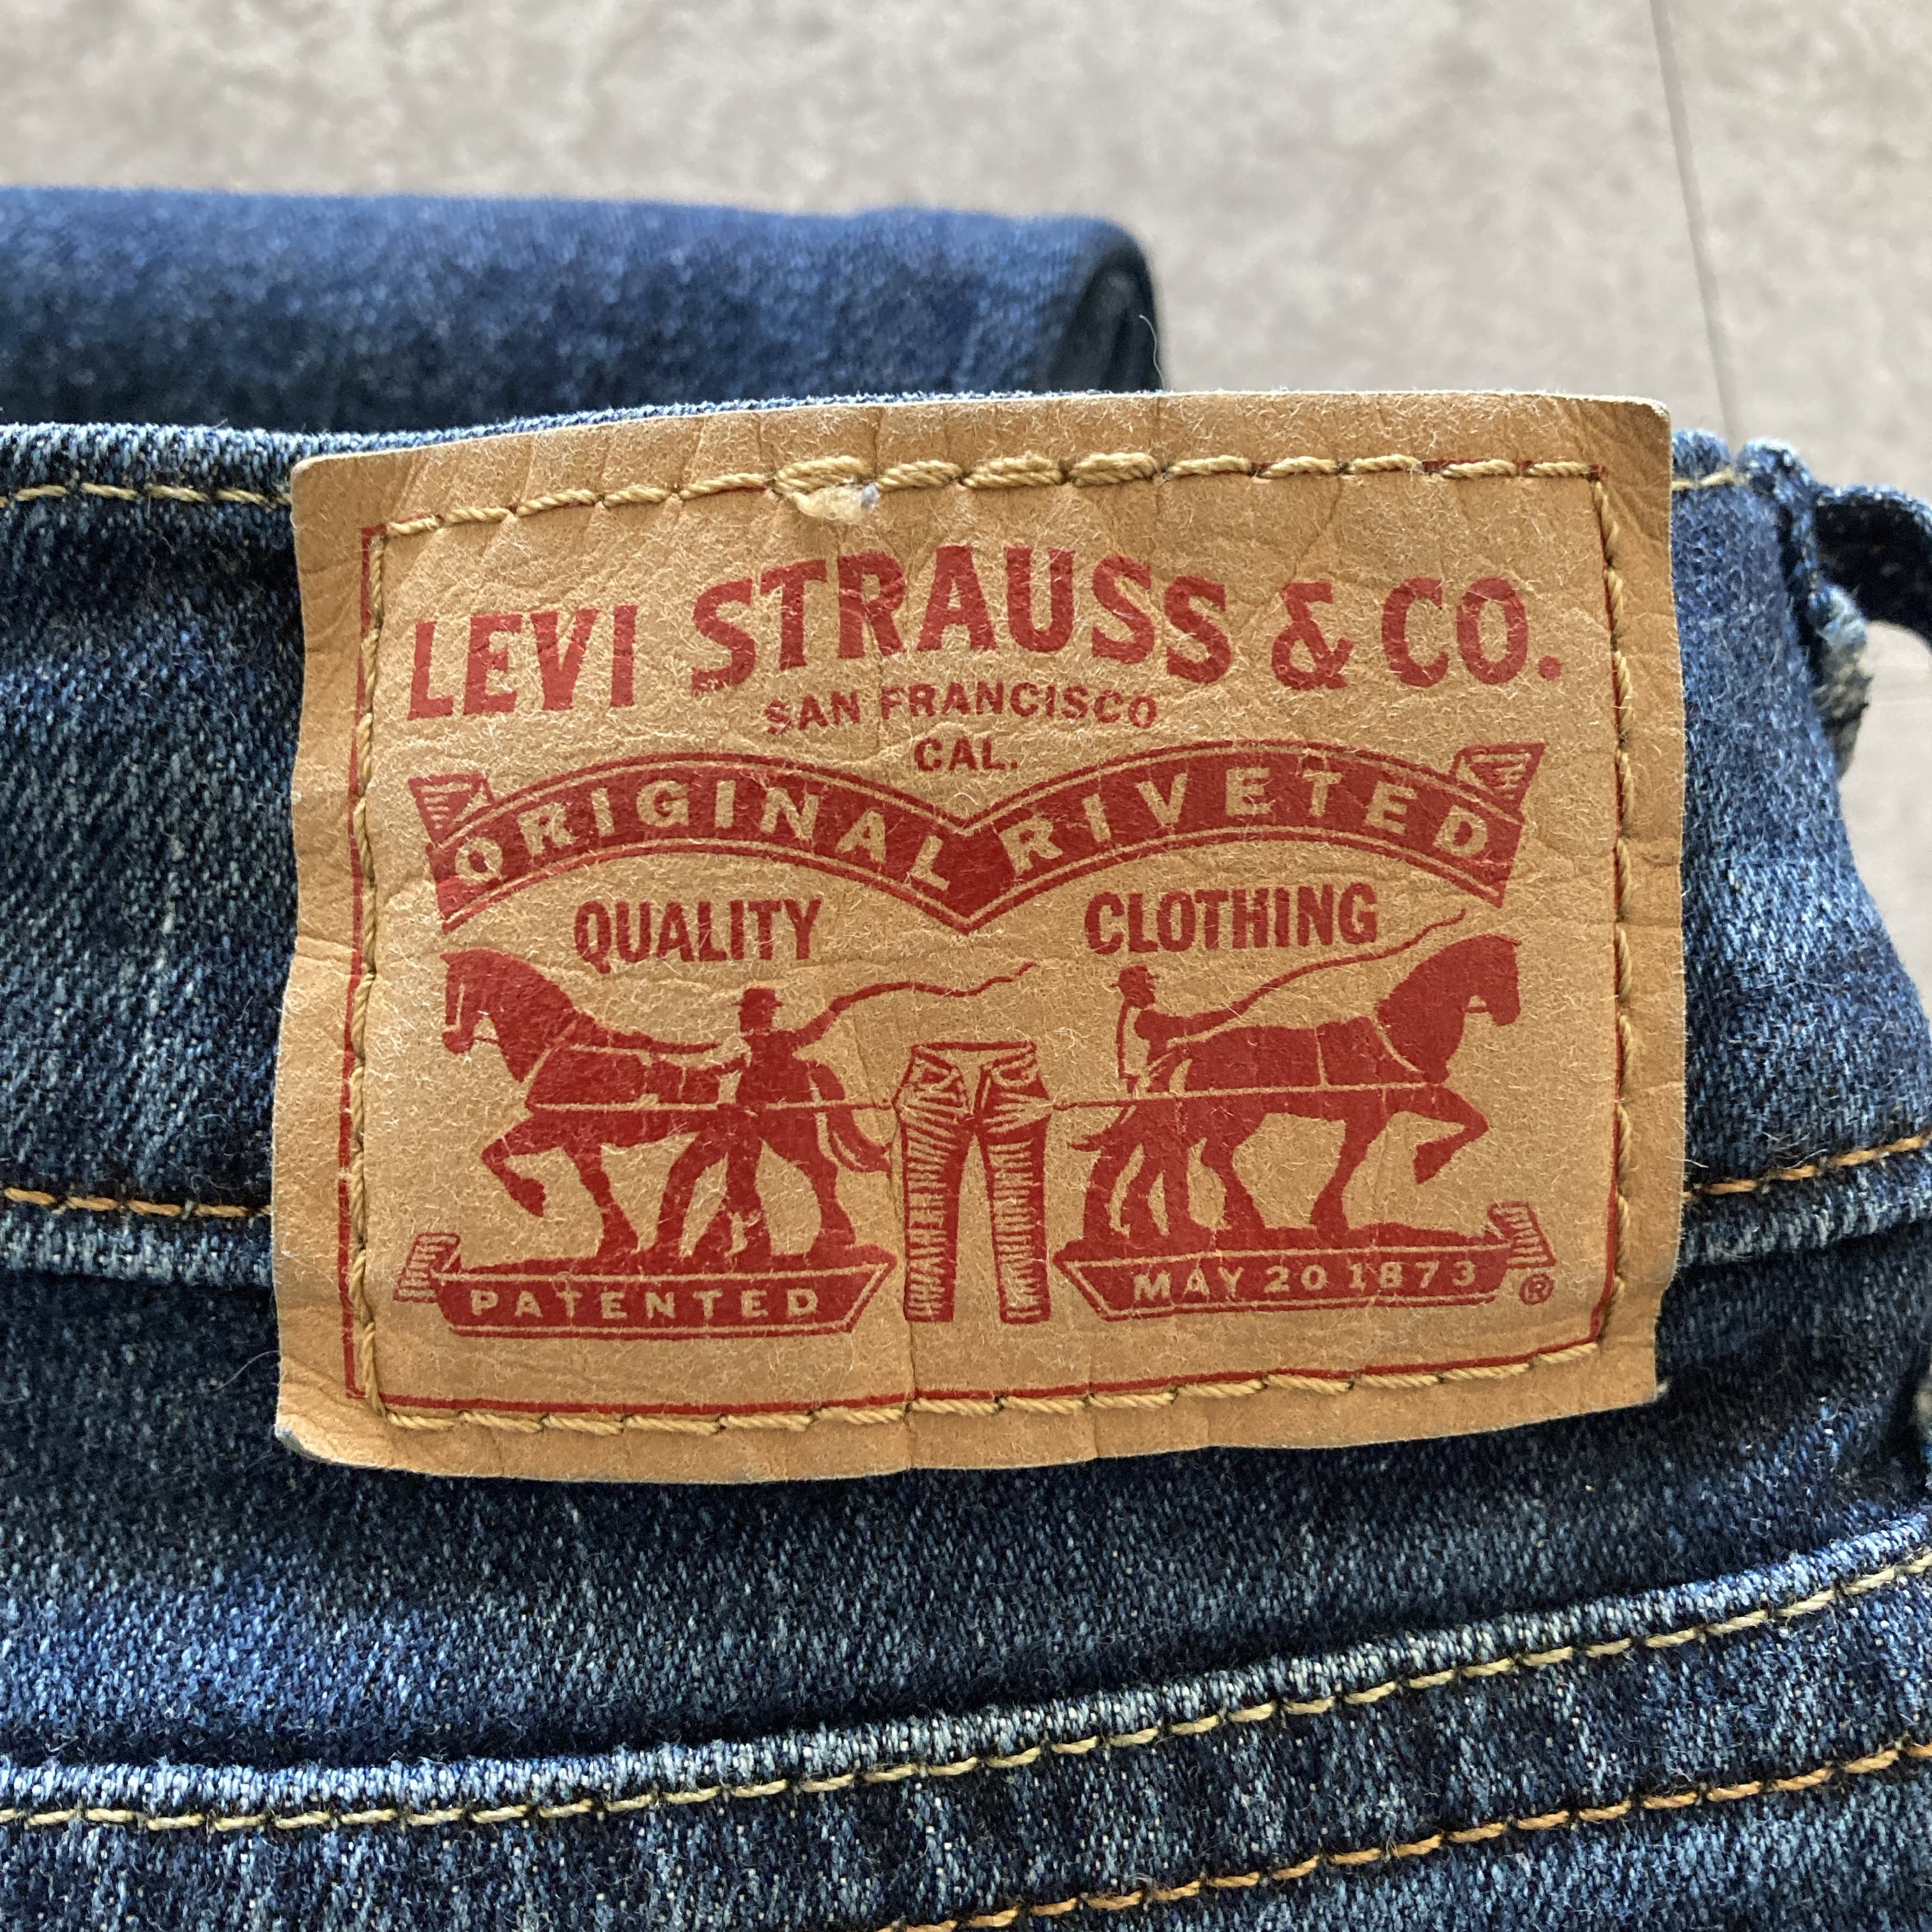 LEVI STRAUSS & CO.
SAN FRANCISCO
CAL.
ORIGINAL RIVETED
QUALITY CLOTHING
PATENTED MAY 20 1873 ®